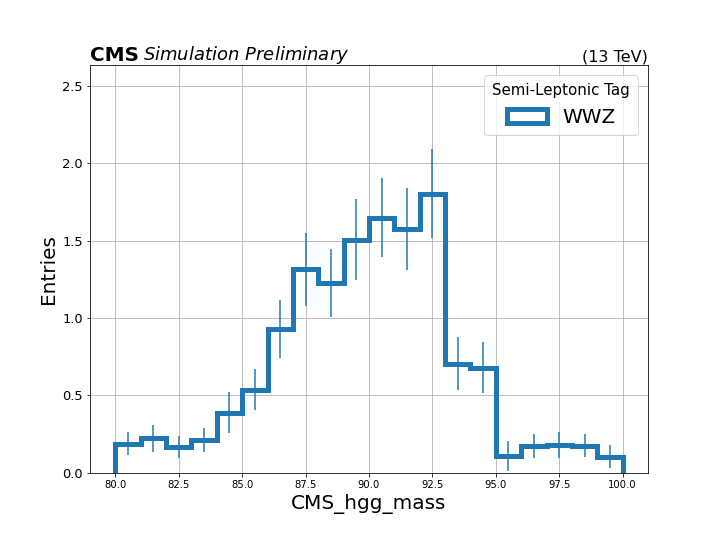 CMS Simulation Preliminary (13 TeV)
Semi-Leptonic Tag
WWZ
2.5
2.0
1.5
1.0
0.5
0.0
Entries
80.0 82.5 85.0 87.5 90.0 92.5 95.0 97.5 100.0
CMS_hgg_mass